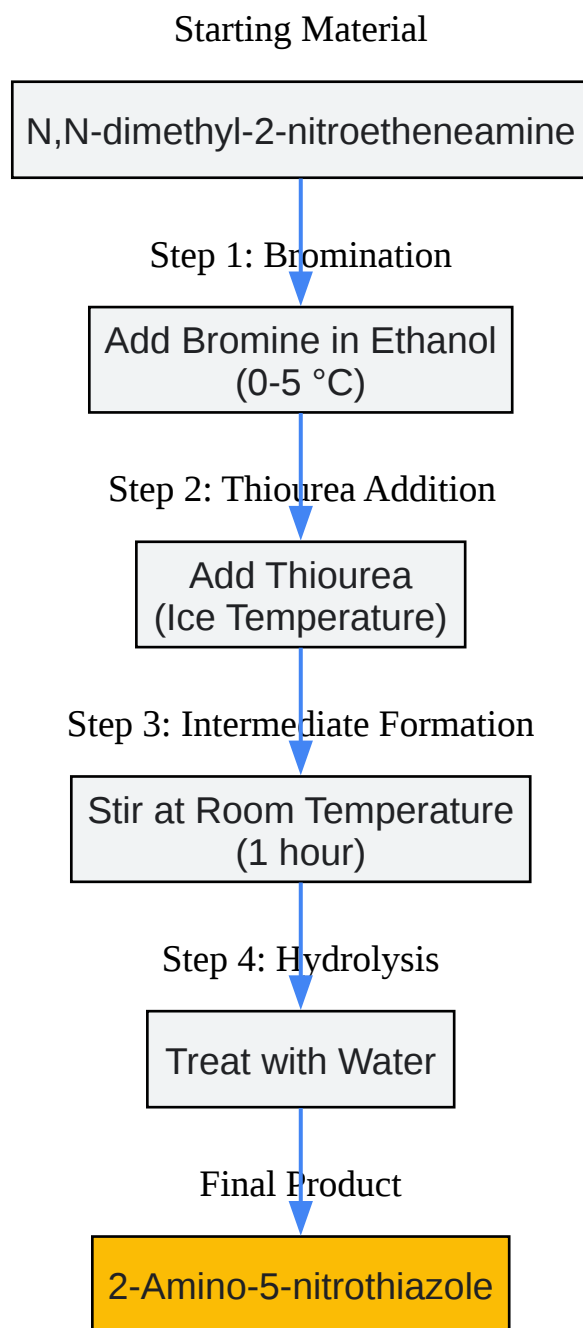 Starting Material
N,N-dimethyl-2-nitroetheneamine
Step 1: Bromination
Add Bromine in Ethanol
(0-5 °C)
Step 2: Thiourea Addition
Add Thiourea
(Ice Temperature)
Step 3: Intermediate Formation
Stir at Room Temperature
(1 hour)
Step 4: Hydrolysis
Treat with Water
Final Product
2-Amino-5-nitrothiazole